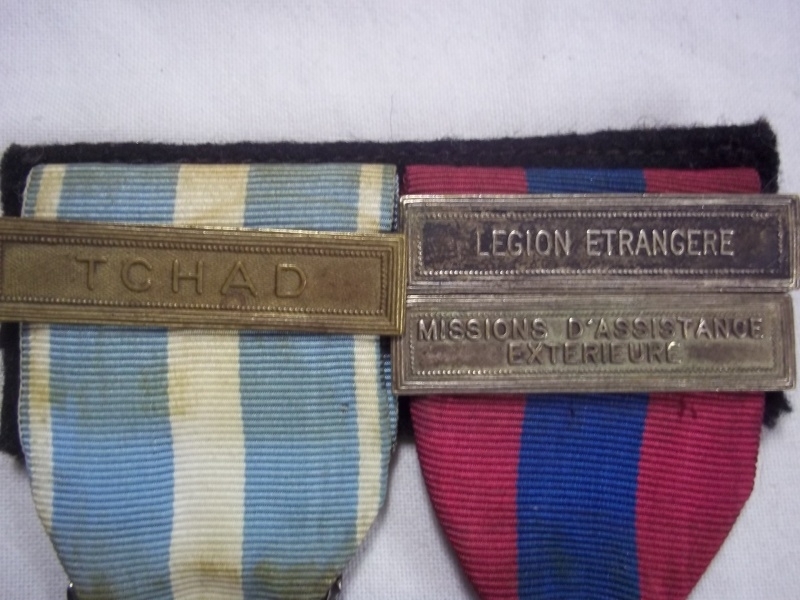 TCHAD
LEGION ETRANGERE
MISSIONS D'ASSISTANCE
EXTERIEURE